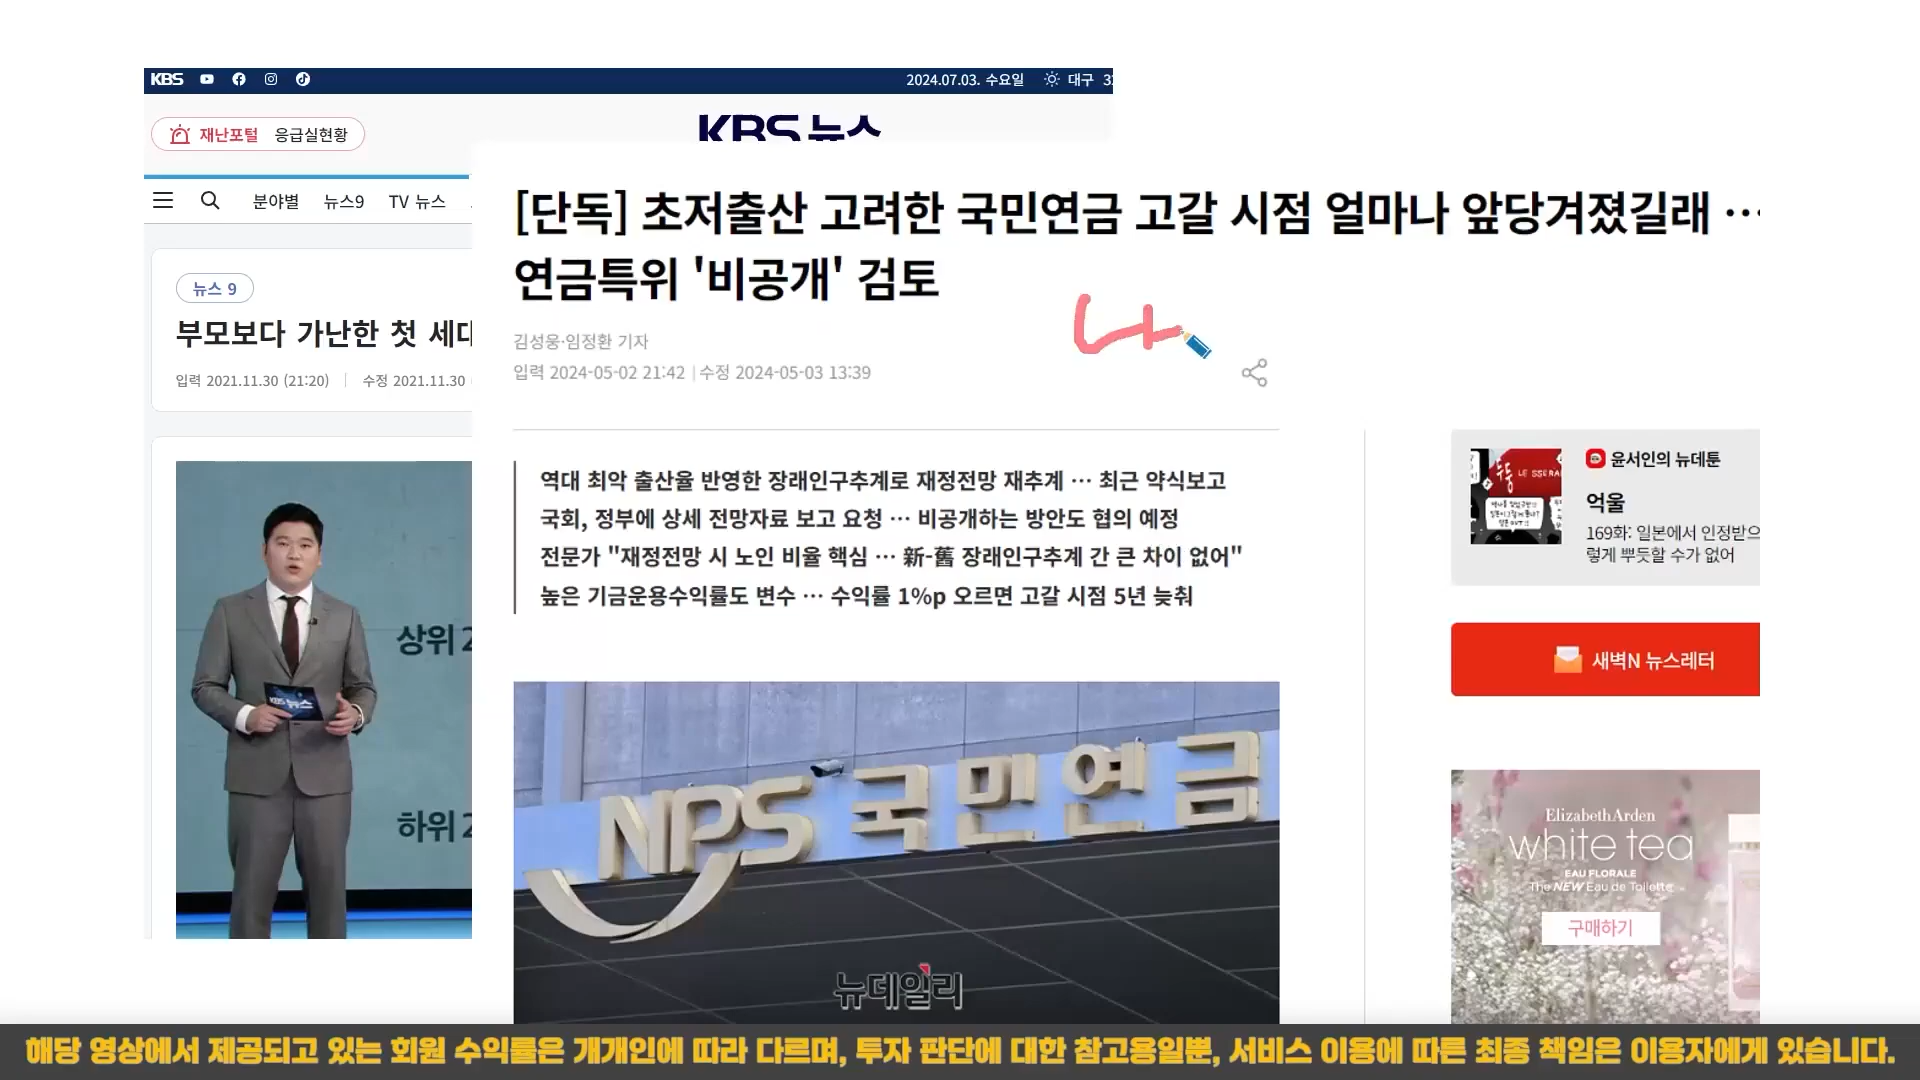 KBS
2024.07.03. 수요일
대구
재난포털 응급실현황
KBS 뉴스
분야별 뉴스9 TV 뉴스
뉴스 9
부모보다 가난한 첫 세대
입력 2021.11.30 (21:20) 수정 2021.11.30
상위 2
하위 2
KBS 뉴스
[단독] 초저출산 고려한 국민연금 고갈 시점 얼마나 앞당겨졌길래 …
연금특위 '비공개' 검토
김성웅·임정환 기자
입력 2024-05-02 21:42 | 수정 2024-05-03 13:39
역대 최악 출산율 반영한 장래인구추계로 재정전망 재추계 … 최근 약식보고
국회, 정부에 상세 전망자료 보고 요청 … 비공개하는 방안도 협의 예정
전문가 "재정전망 시 노인 비율 핵심 … 新-舊 장래인구추계 간 큰 차이 없어"
높은 기금운용수익률도 변수 … 수익률 1%p 오르면 고갈 시점 5년 늦춰
NPS 국민연금
뉴데일리
윤서인의 뉴데툰
억울
169화: 일본에서 인정받으
렇게 뿌듯할 수가 없어
새벽N 뉴스레터
ElizabethArden
white tea
EAU FLORALE
The NEW Eau de Toilette
구매하기
해당 영상에서 제공되고 있는 회원 수익률은 개개인에 따라 다르며, 투자 판단에 대한 참고용일뿐, 서비스 이용에 따른 최종 책임은 이용자에게 있습니다.